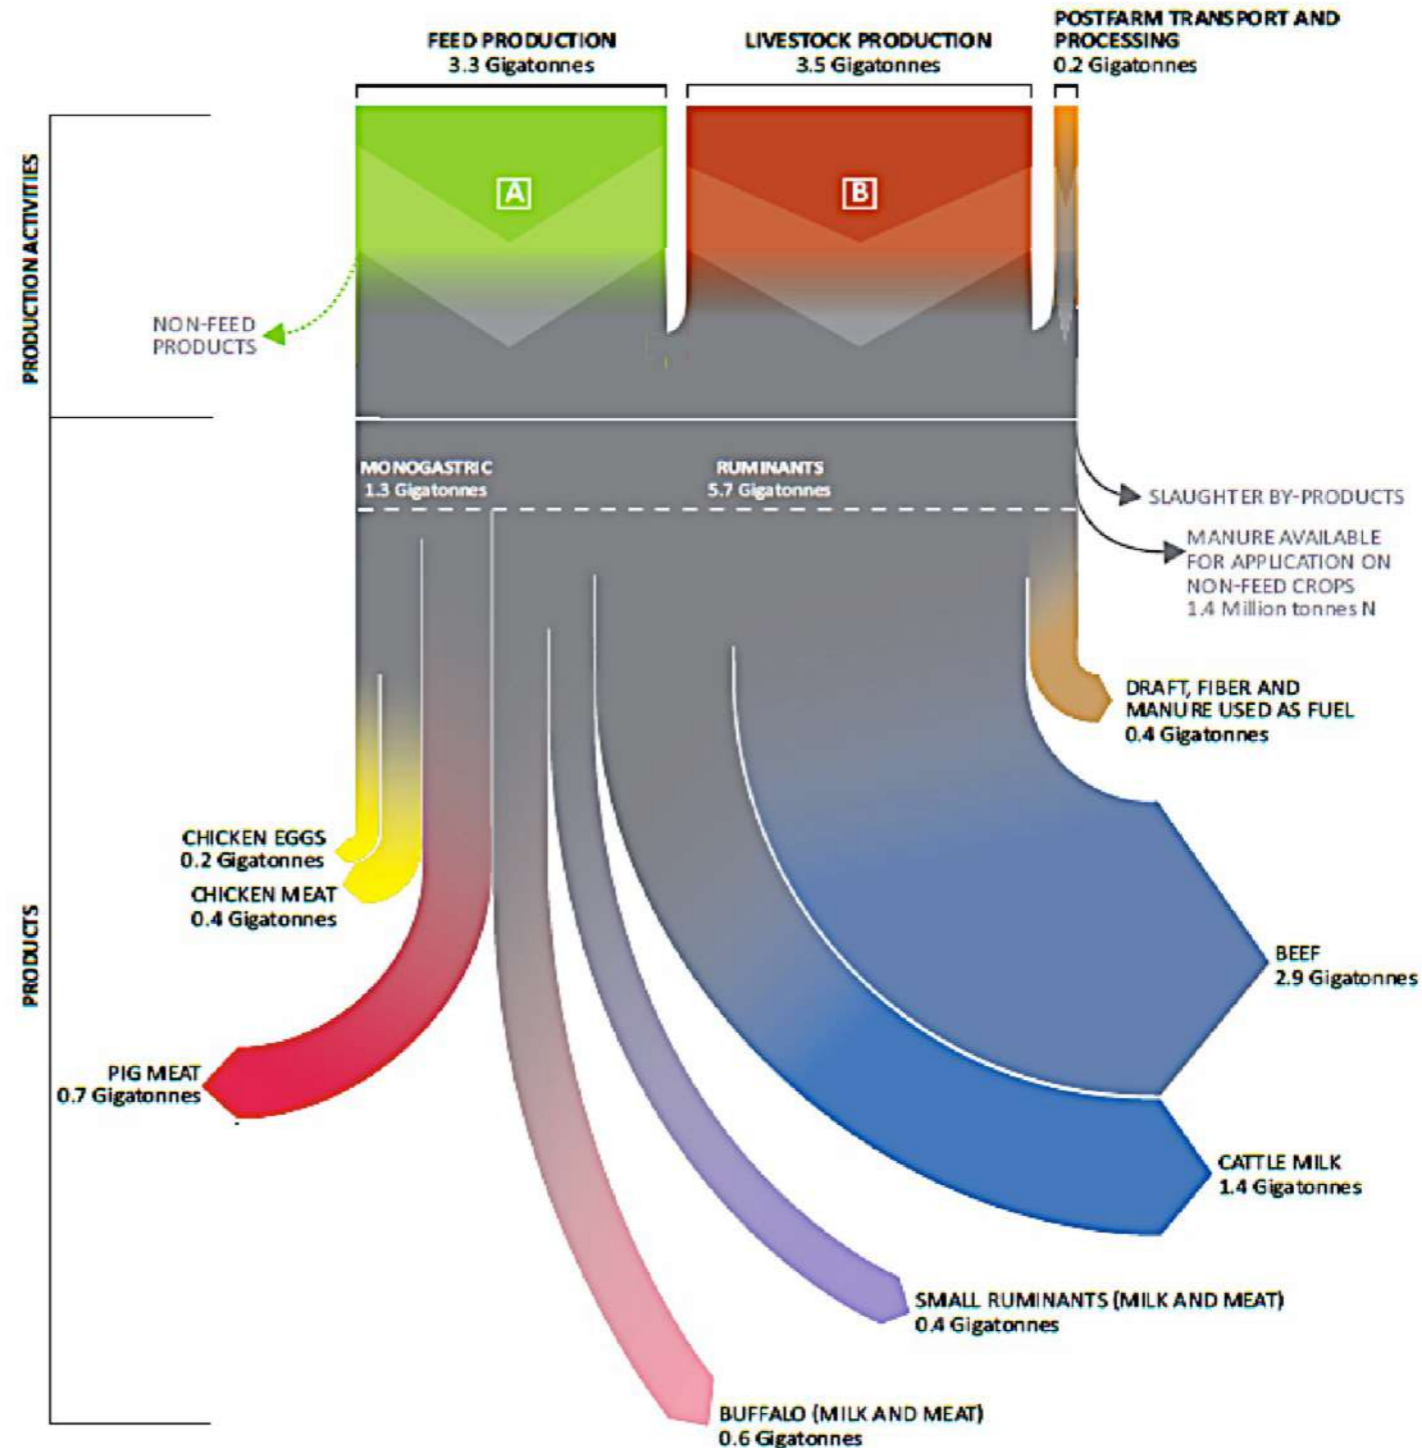 FEED PRODUCTION
3.3 Gigatonnes
LIVESTOCK PRODUCTION
3.5 Gigatonnes
POSTFARM TRANSPORT AND
PROCESSING
0.2 Gigatonnes
PRODUCTION ACTIVITIES
A
B
NON-FEED
PRODUCTS
MONOGASTRIC
1.3 Gigatonnes
RUMINANTS
5.7 Gigatonnes
SLAUGHTER BY-PRODUCTS
MANURE AVAILABLE
FOR APPLICATION ON
NON-FEED CROPS
1.4 Million tonnes N
DRAFT, FIBER AND
MANURE USED AS FUEL
0.4 Gigatonnes
PRODUCTS
CHICKEN EGGS
0.2 Gigatonnes
CHICKEN MEAT
0.4 Gigatonnes
BEEF
2.9 Gigatonnes
PIG MEAT
0.7 Gigatonnes
CATTLE MILK
1.4 Gigatonnes
SMALL RUMINANTS (MILK AND MEAT)
0.4 Gigatonnes
BUFFALO (MILK AND MEAT)
0.6 Gigatonnes